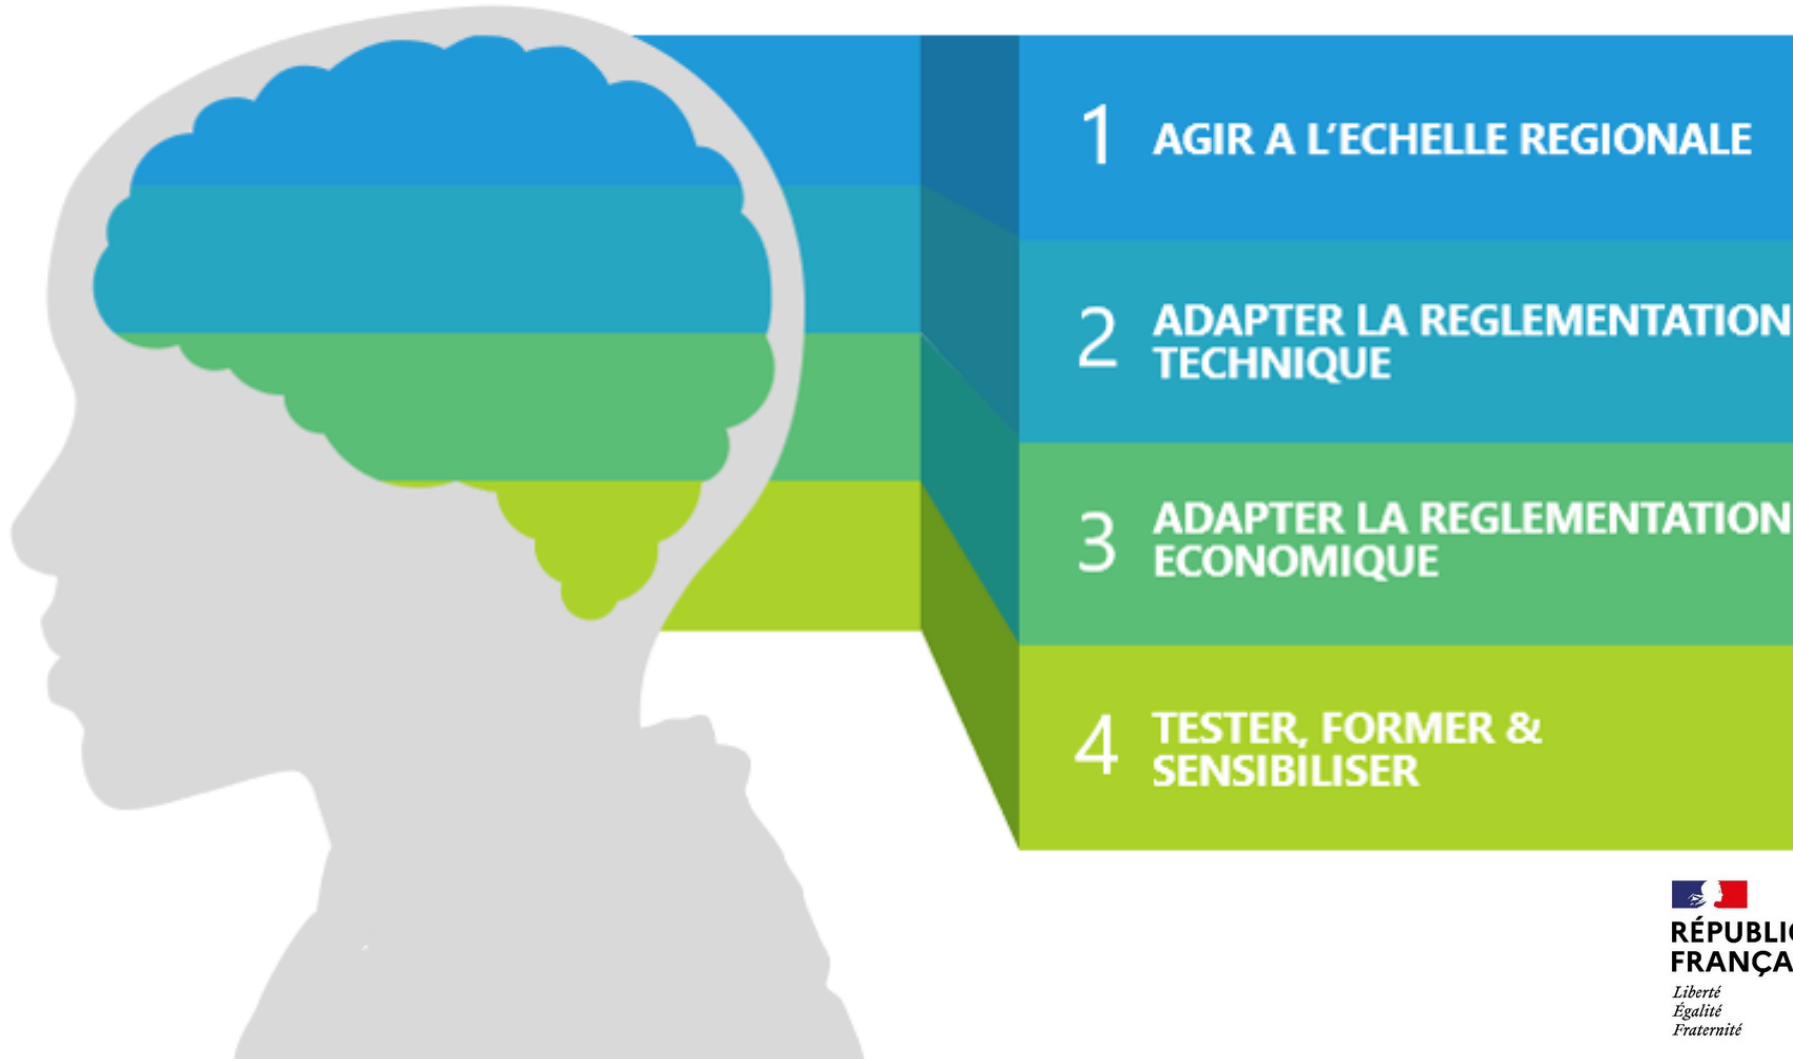 1 AGIR A L'ECHELLE REGIONALE
2 ADAPTER LA REGLEMENTATION
TECHNIQUE
3 ADAPTER LA REGLEMENTATION
ECONOMIQUE
4 TESTER, FORMER &
SENSIBILISER
Liberté
Égalité
Fraternité